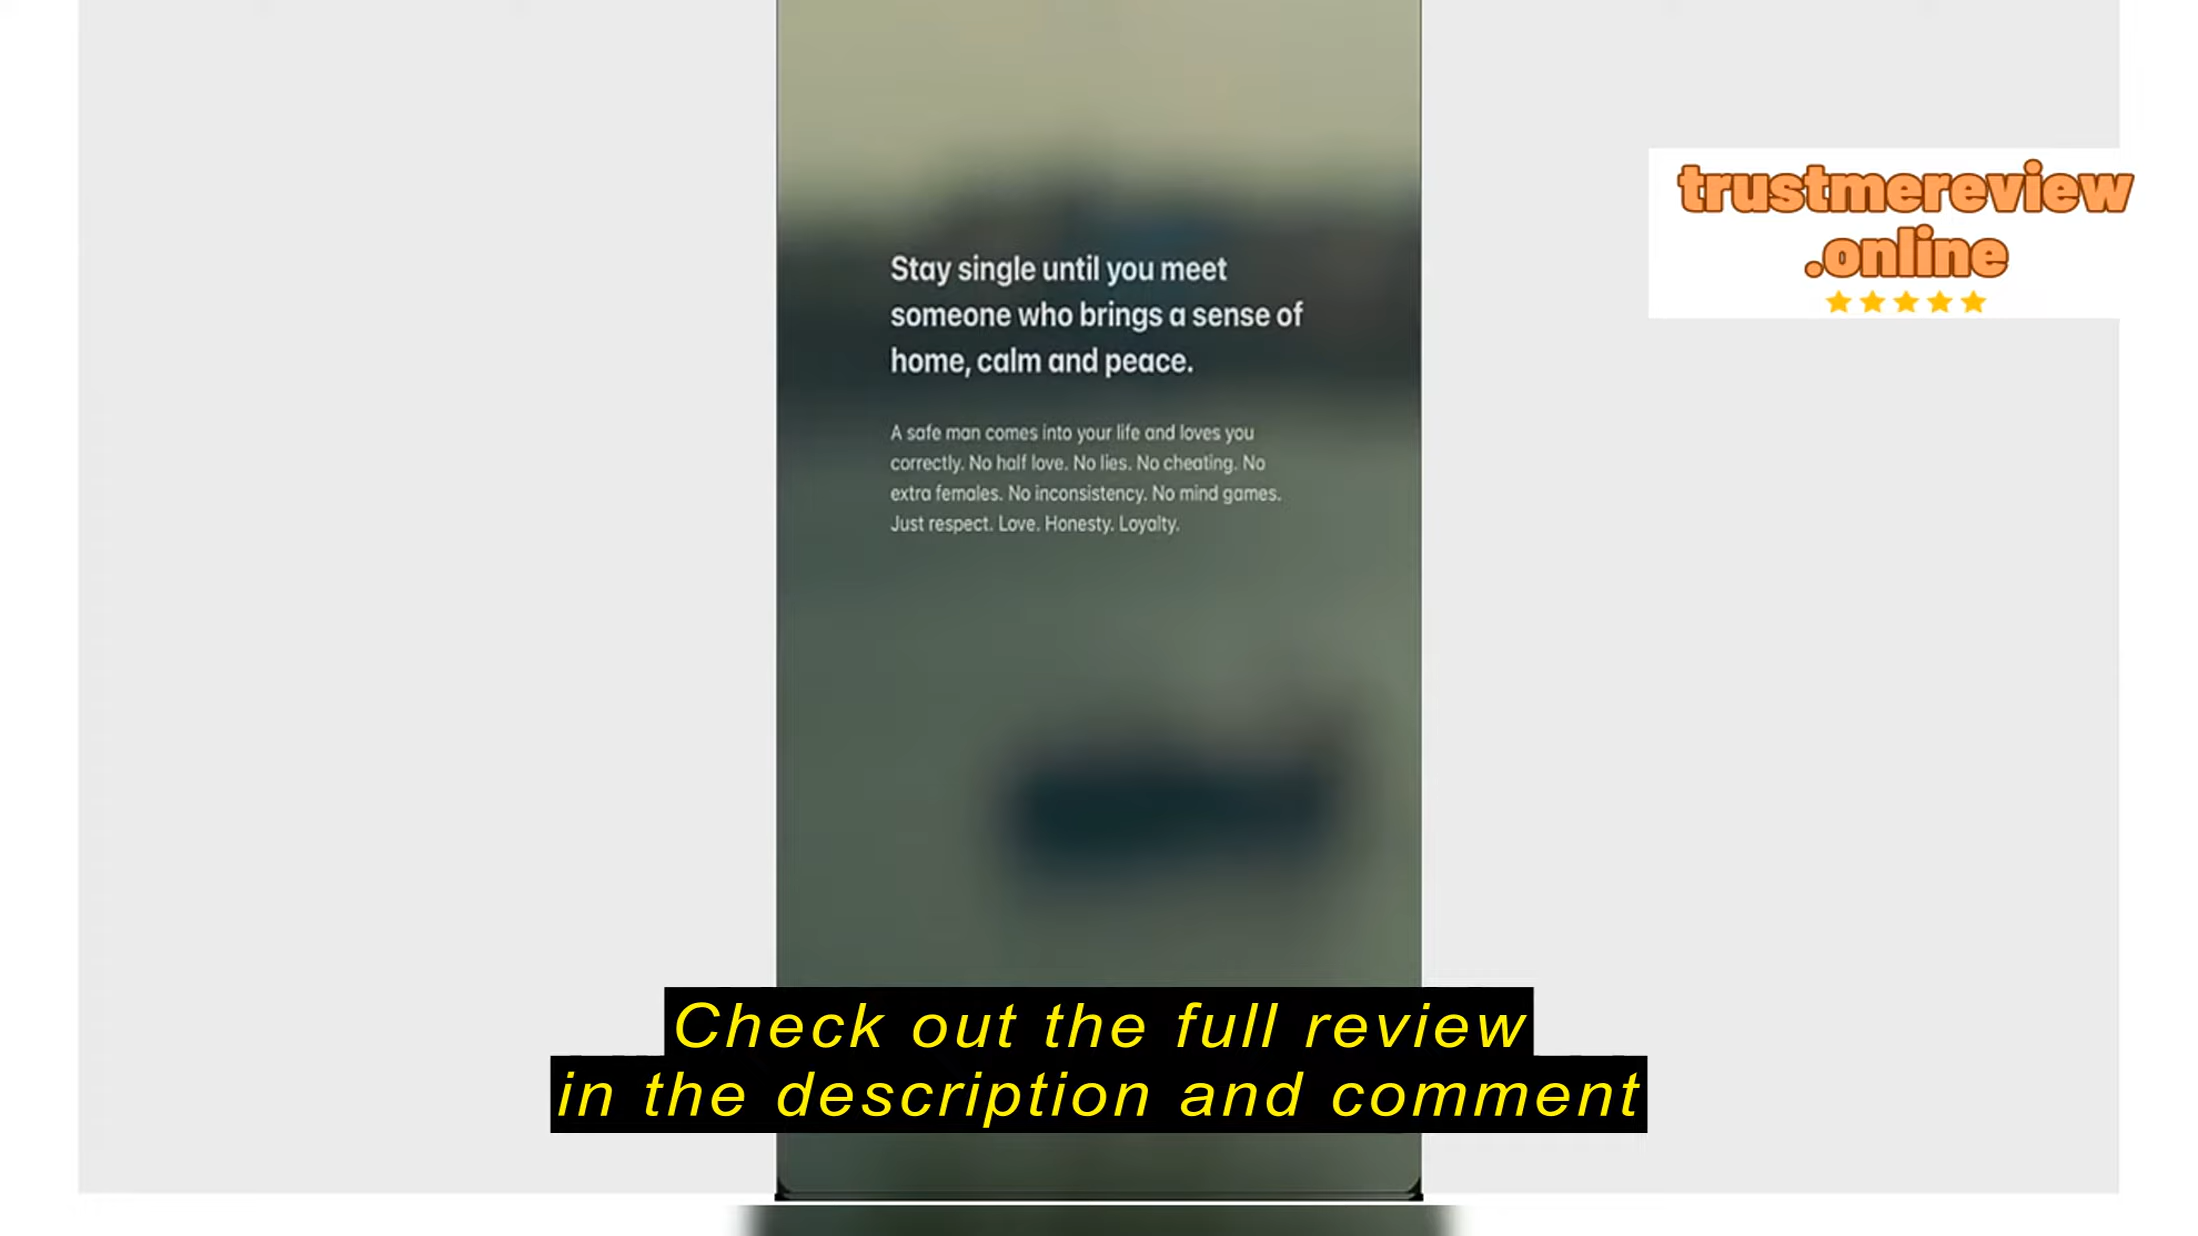 trustmereview
.online
Stay single until you meet
someone who brings a sense of
home, calm and peace.
A safe man comes into your life and loves you
correctly. No half love. No lies. No cheating. No
extra females. No inconsistency. No mind games.
Just respect. Love. Honesty. Loyalty.
Check out the full review
in the description and comment